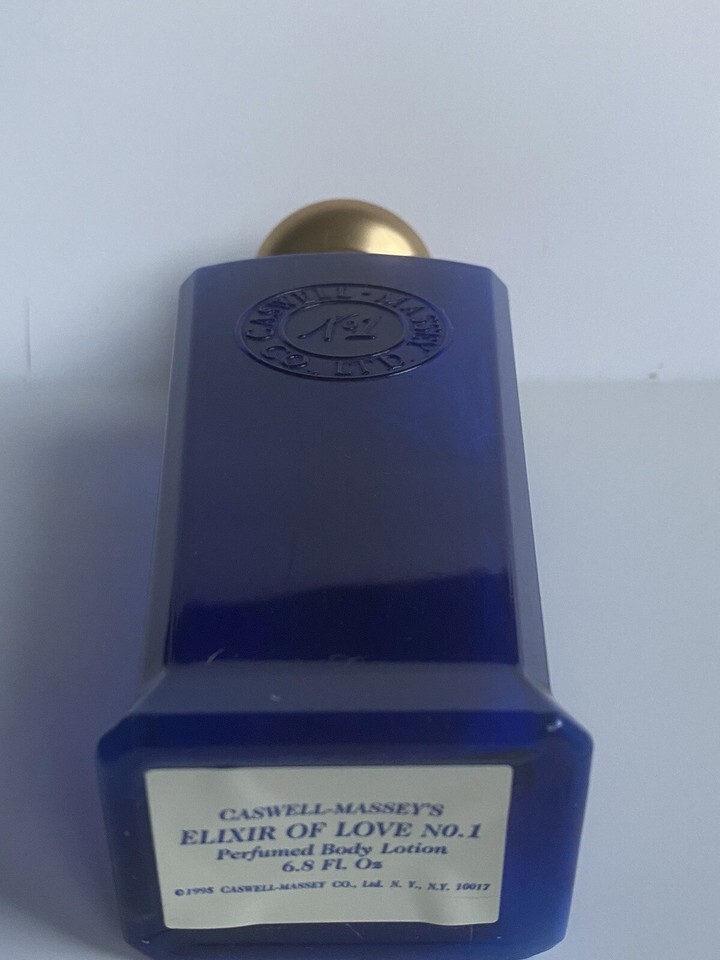 CASWELL-MASSEY
No1
CO. LTD.
CASWELL-MASSEY'S
ELIXIR OF LOVE NO.1
Perfumed Body Lotion
6.8 Fl. Oz
©1995 CASWELL-MASSEY CO., Ltd. N. Y., N.Y. 10017